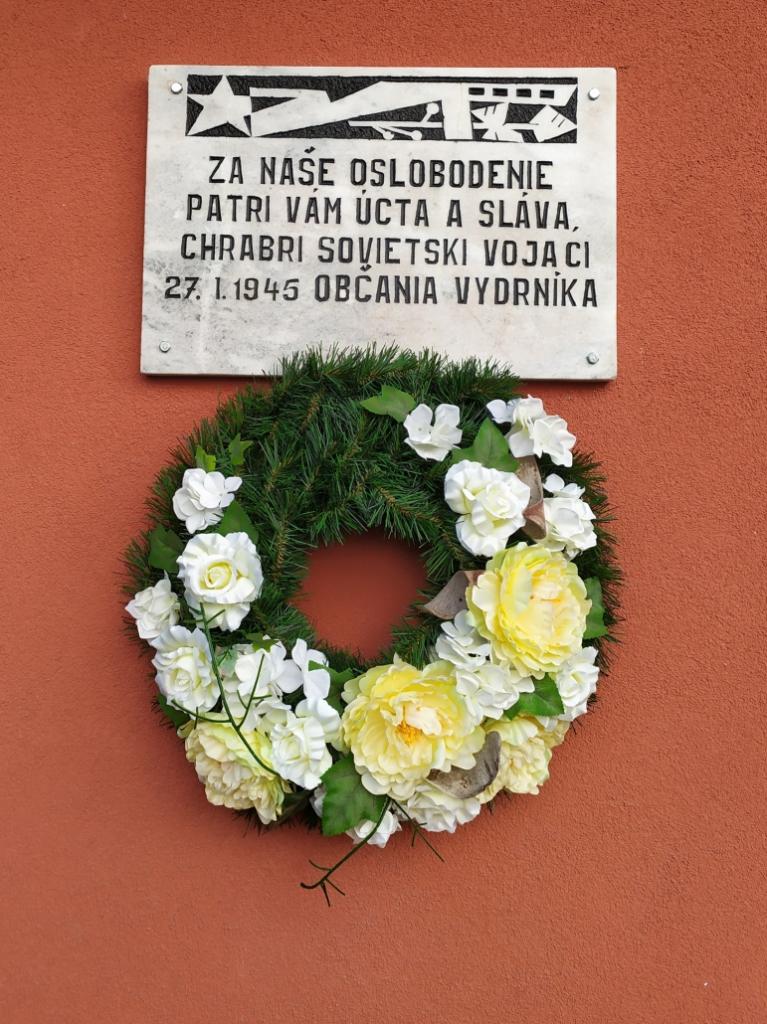 ZA NAŠE OSLOBODENIE
PATRI VÁM ÚCTA A SLÁVA,
CHRABRI SOVIETSKI VOJACI
27. I. 1945 OBČANIA VYDRNÍKA